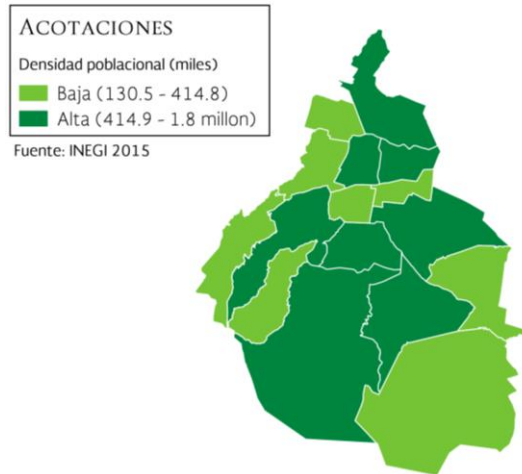 ACOTACIONES
Densidad poblacional (miles)
Baja (130.5 - 414.8)
Alta (414.9 - 1.8 millon)
Fuente: INEGI 2015